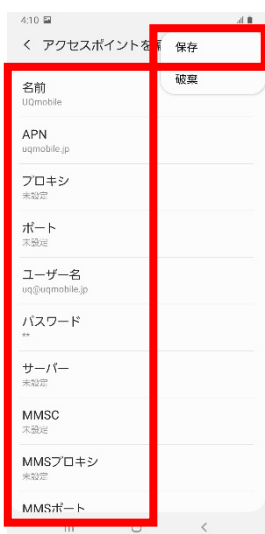 4:10
アクセスポイントを
保存
破棄
名前
UQmobile
APN
uqmobile.jp
プロキシ
未設定
ポート
未設定
ユーザー名
uq@uqmobile.jp
パスワード
**
サーバー
未設定
MMSC
未設定
MMSプロキシ
未設定
MMSポート